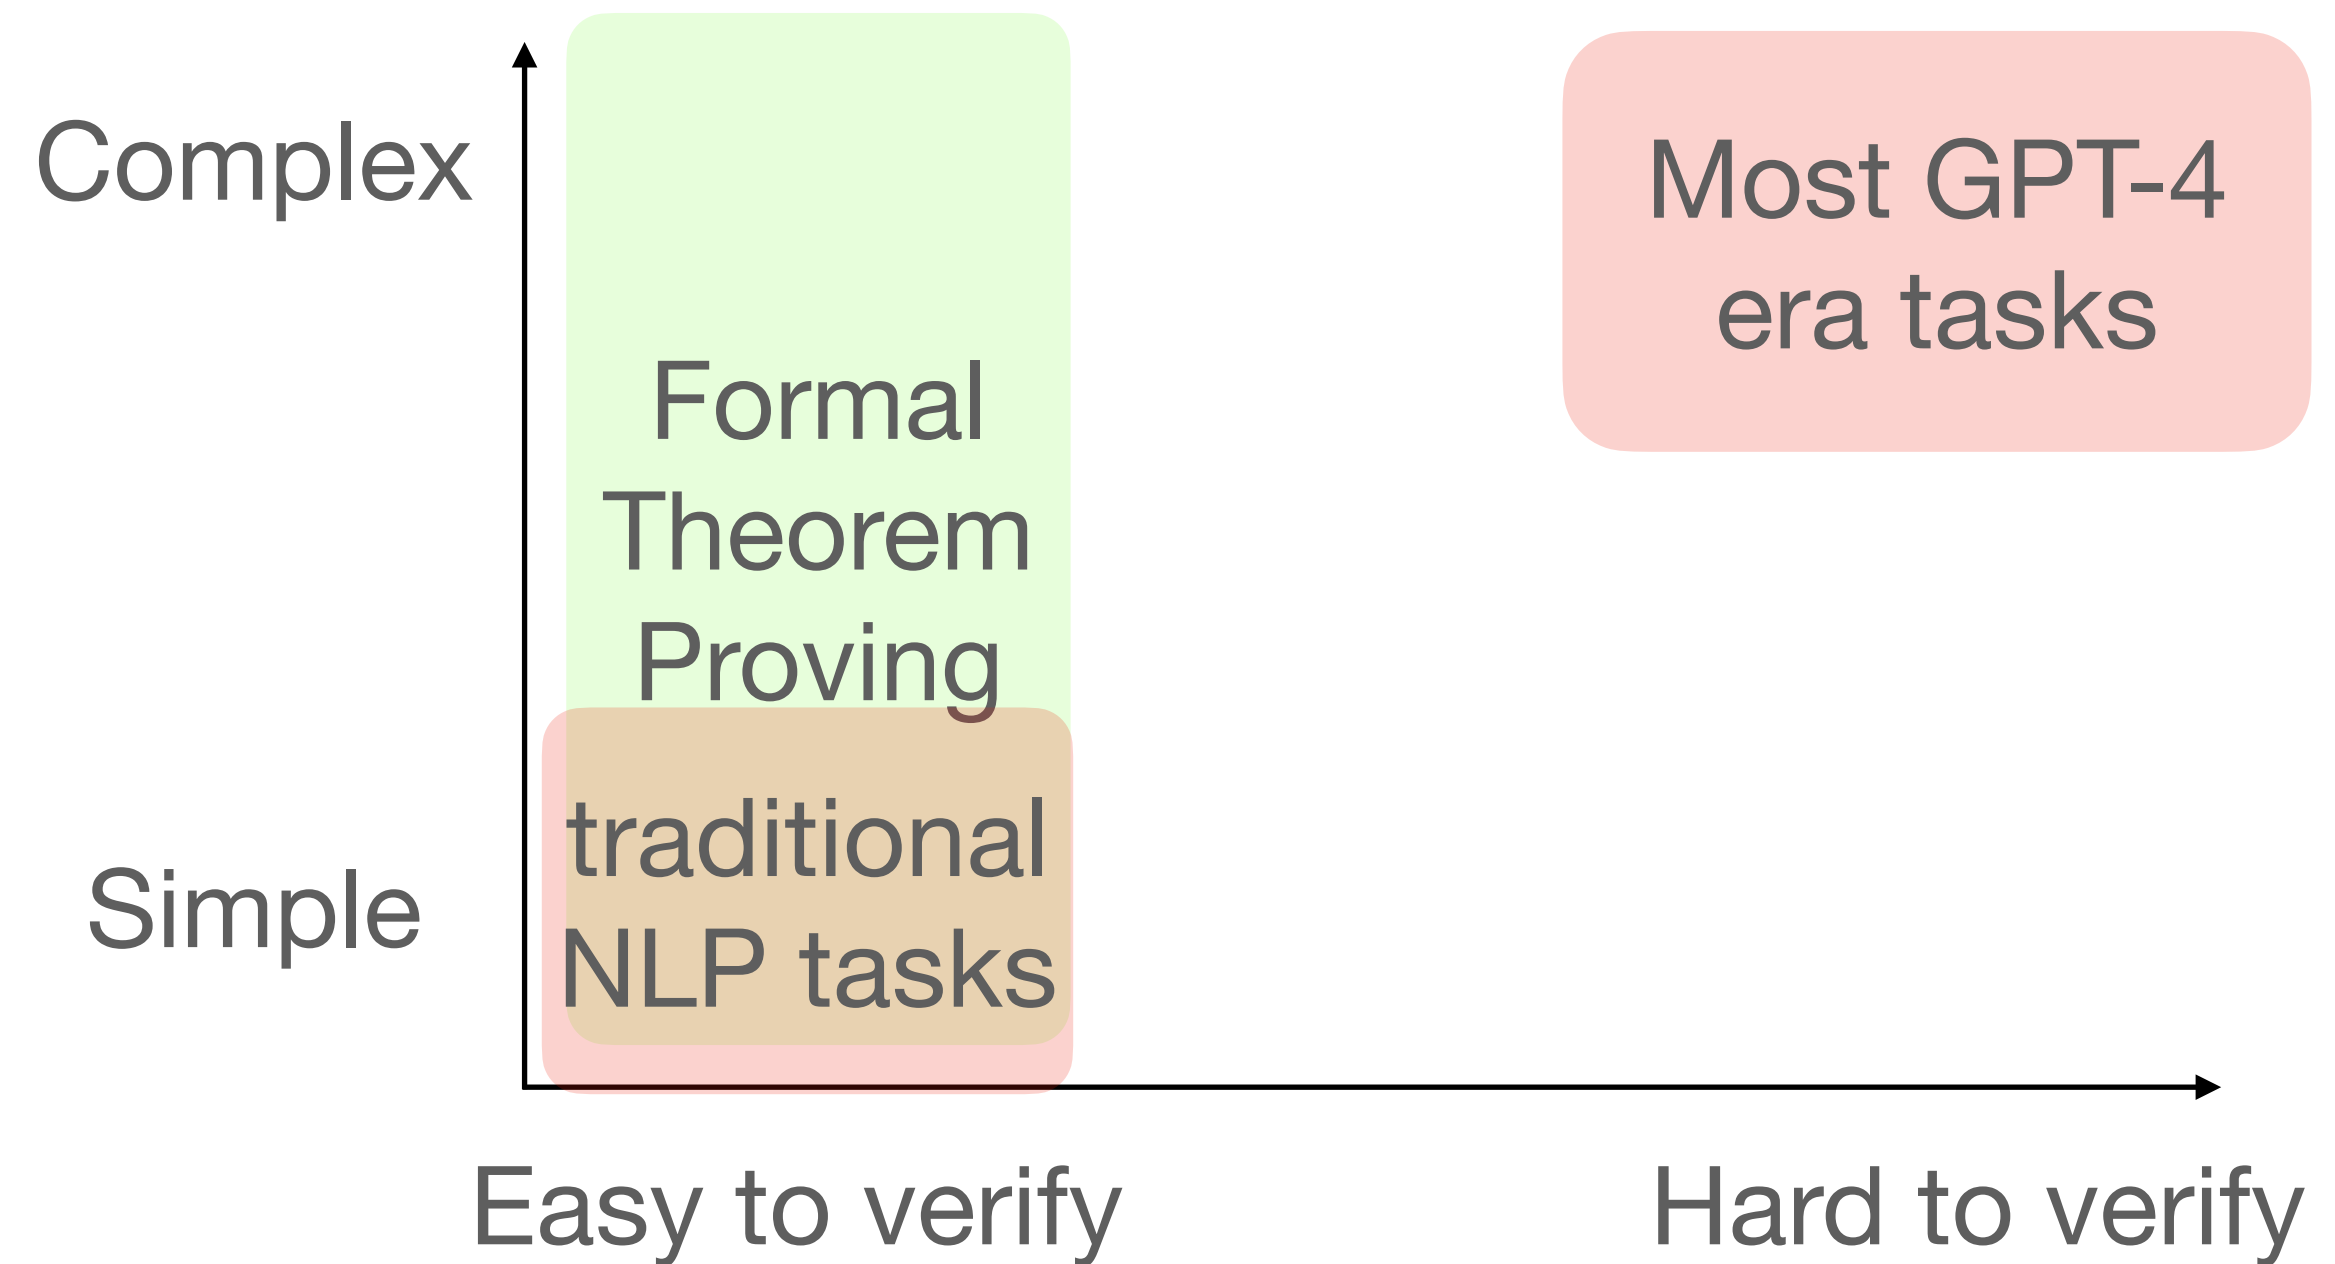 Complex
Most GPT-4
era tasks
Formal
Theorem
Proving
traditional
NLP tasks
Simple
Easy to verify
Hard to verify